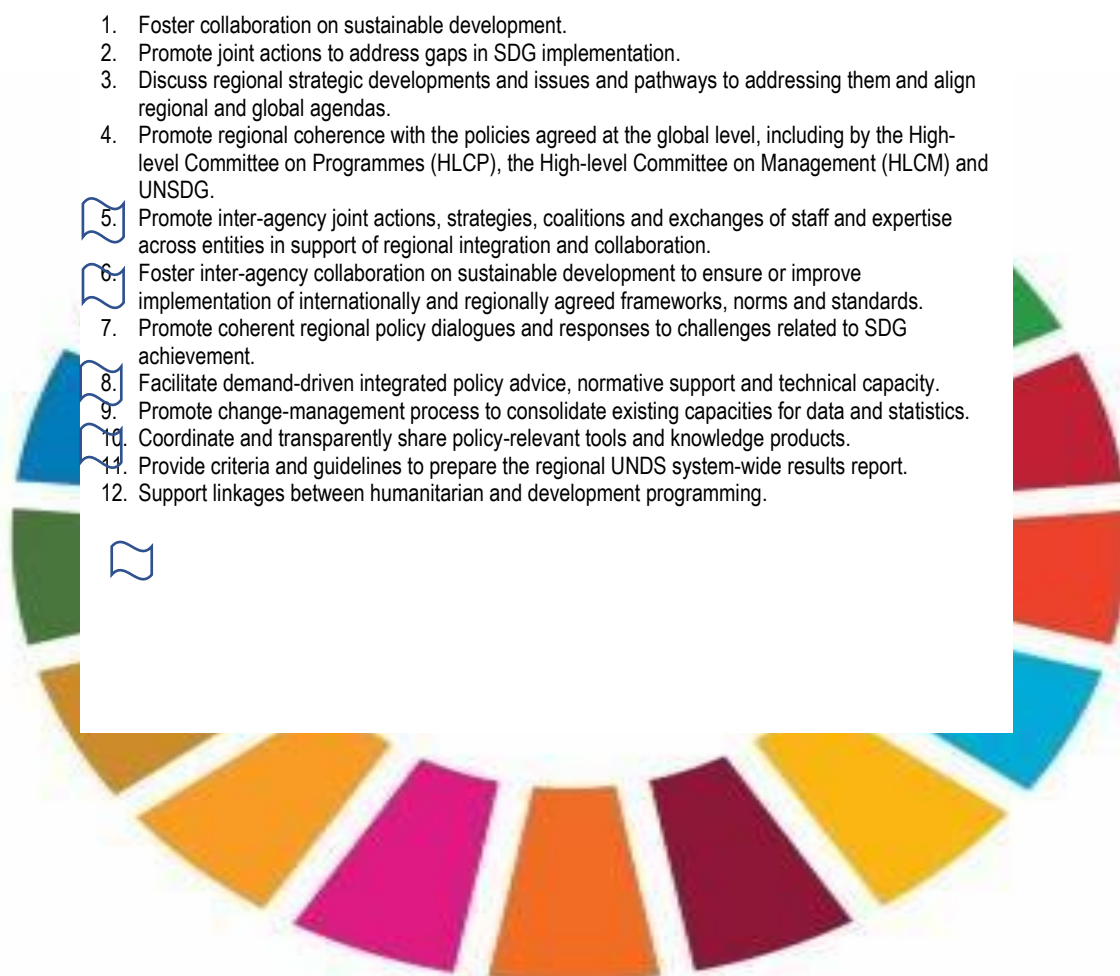 1. Foster collaboration on sustainable development.
2. Promote joint actions to address gaps in SDG implementation.
3. Discuss regional strategic developments and issues and pathways to addressing them and align
regional and global agendas.
4. Promote regional coherence with the policies agreed at the global level, including by the High-
level Committee on Programmes (HLCP), the High-level Committee on Management (HLCM) and
UNSDG.
5. Promote inter-agency joint actions, strategies, coalitions and exchanges of staff and expertise
across entities in support of regional integration and collaboration.
6. Foster inter-agency collaboration on sustainable development to ensure or improve
implementation of internationally and regionally agreed frameworks, norms and standards.
7. Promote coherent regional policy dialogues and responses to challenges related to SDG
achievement.
8. Facilitate demand-driven integrated policy advice, normative support and technical capacity.
9. Promote change-management process to consolidate existing capacities for data and statistics.
10. Coordinate and transparently share policy-relevant tools and knowledge products.
11. Provide criteria and guidelines to prepare the regional UNDS system-wide results report.
12. Support linkages between humanitarian and development programming.